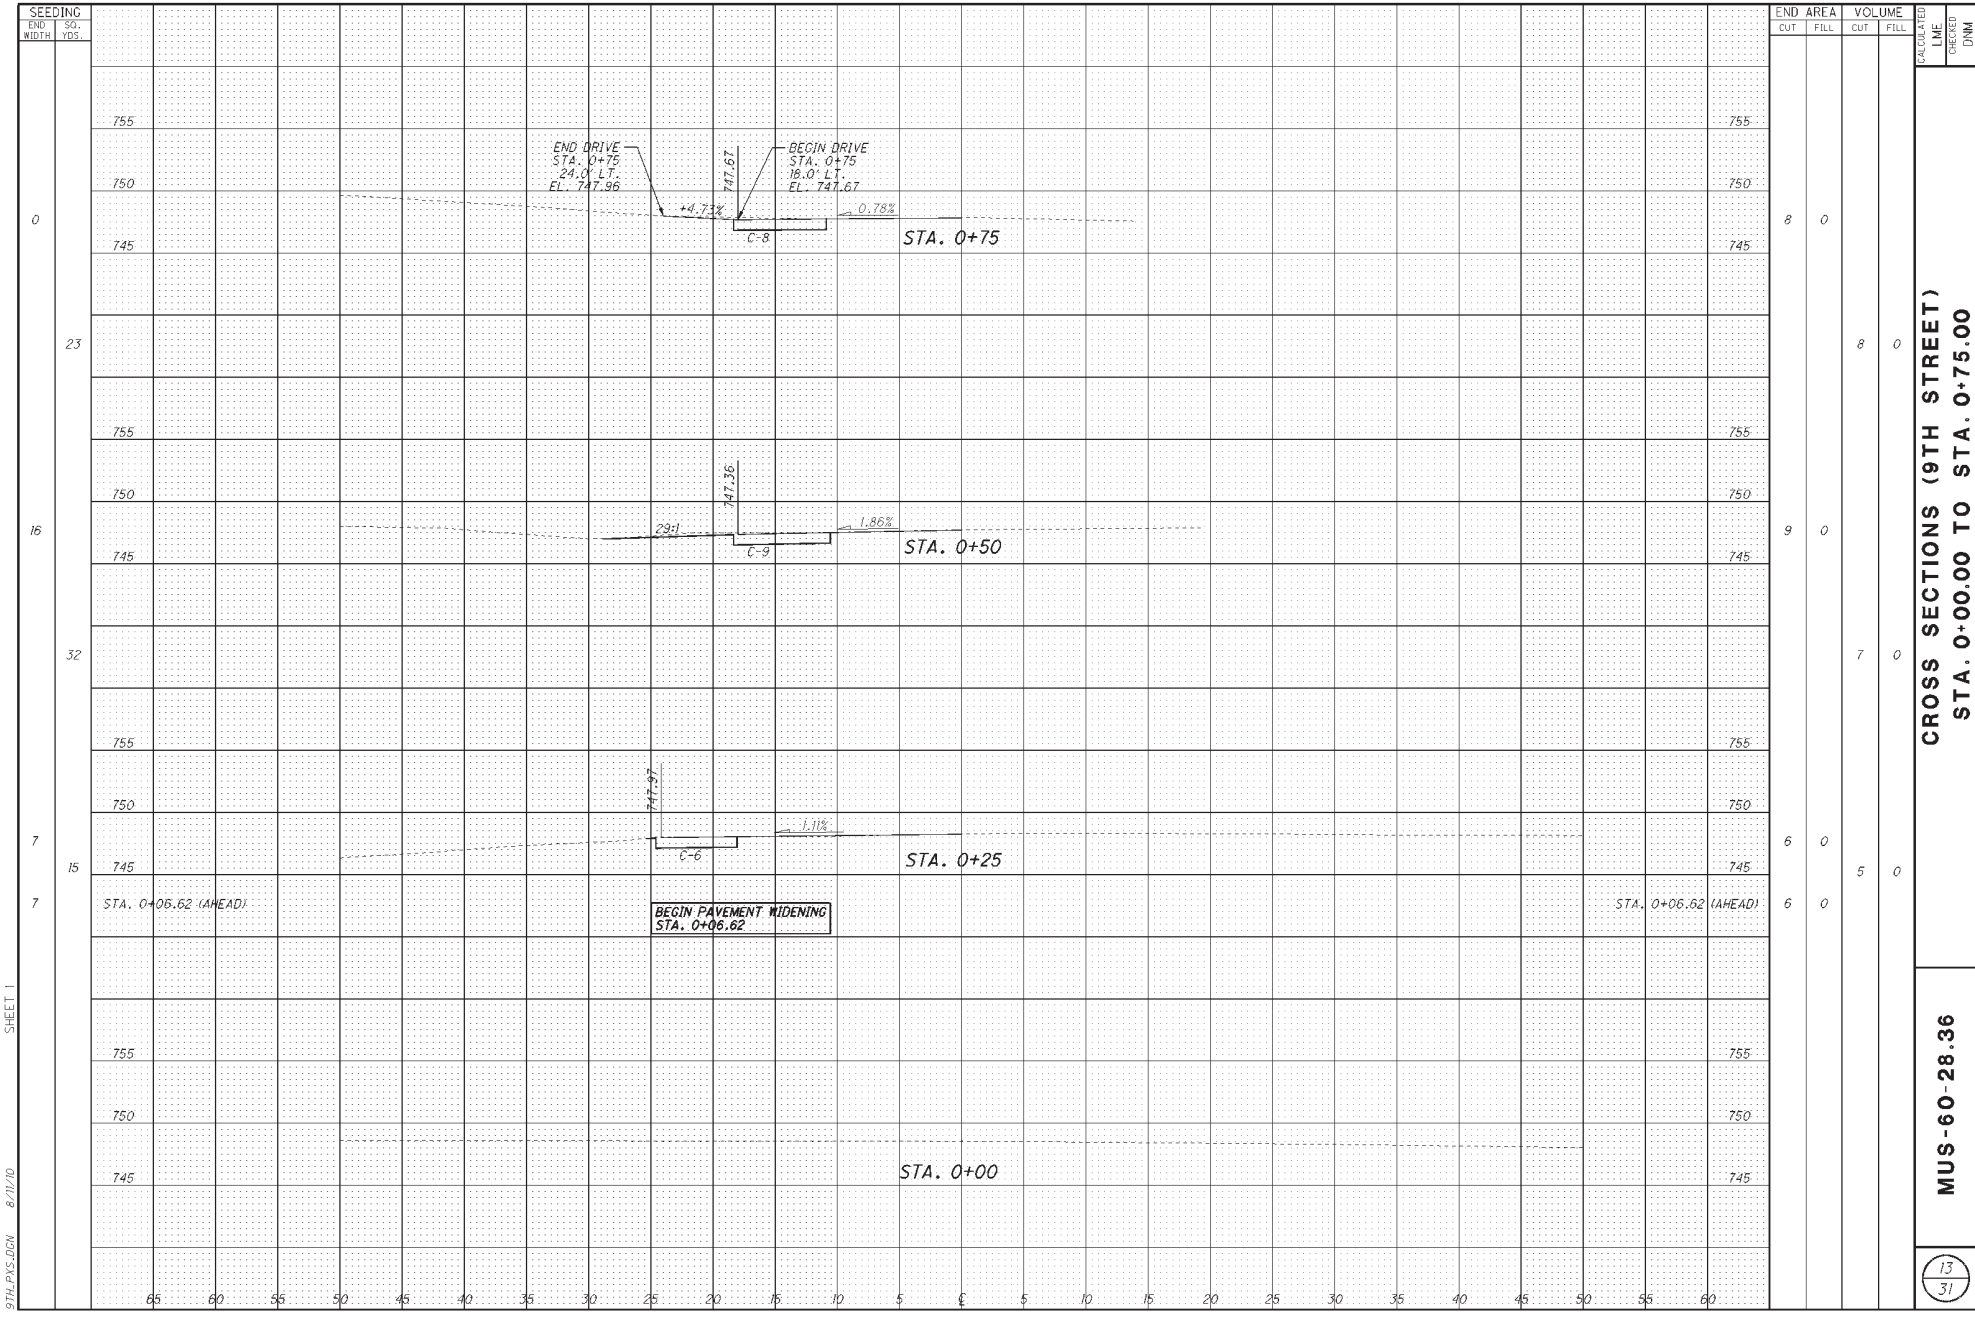 SEEDING
END WIDTH
SQ. YDS.
END AREA
VOLUME
CUT
FILL
CUT
FILL
CALCULATED
LME
CHECKED
DNM
755
755
END DRIVE
STA. 0+75
24.0' LT.
EL. 747.96
747.67
BEGIN DRIVE
STA. 0+75
18.0' LT.
EL. 747.67
750
750
+4.73%
0.78%
0
8
0
C-8
STA. 0+75
745
745
23
8
0
755
755
747.36
750
750
29:1
1.86%
16
9
0
C-9
STA. 0+50
745
745
32
7
0
755
755
747.97
750
750
1.11%
7
6
0
C-6
STA. 0+25
15
745
745
5
0
7
STA. 0+06.62 (AHEAD)
BEGIN PAVEMENT WIDENING
STA. 0+06.62
STA. 0+06.62 (AHEAD)
6
0
755
755
750
750
STA. 0+00
745
745
65 60 55 50 45 40 35 30 25 20 15 10 5 ℄ 5 10 15 20 25 30 35 40 45 50 55 60
CROSS SECTIONS (9TH STREET)
STA. 0+00.00 TO STA. 0+75.00
MUS-60-28.36
13
31
SHEET 1
9TH_PXS.DGN 8/11/10